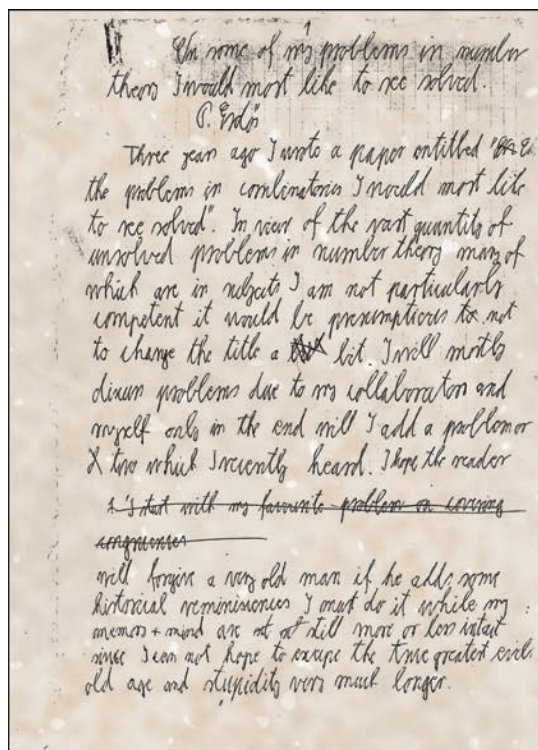 1
On some of my problems in number
theory I would most like to see solved.
P. Erdős
Three years ago I wrote a paper entitled "
the problems in combinatorics I would most like
to see solved". In view of the vast quantity of
unsolved problems in number theory many of
which are in subjects I am not particularly
competent it would be presumptious to not
to change the title a bit. I will mostly
discuss problems due to my collaborators and
myself only in the end will I add a problem or
two which I recently heard. I hope the reader
1. I start with my favourite problem on covering
congruences
will forgive a very old man if he adds some
historical reminiscences I must do it while my
memory + mind are still more or less intact
since I can not hope to escape the true greatest evils
old age and stupidity very much longer.